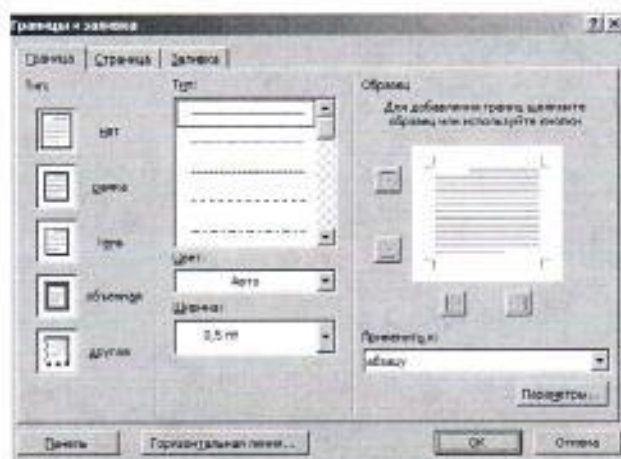 Границы и заливка
Граница Страница Заливка
Тип: Тип: Образец
Для добавления границ щелкните
образец или используйте кнопки
нет
рамка
тень
объемная
другая
Цвет:
Авто
Ширина:
0,5 пт
Применить к:
абзацу
Параметры...
Панель Горизонтальная линия... ОК Отмена